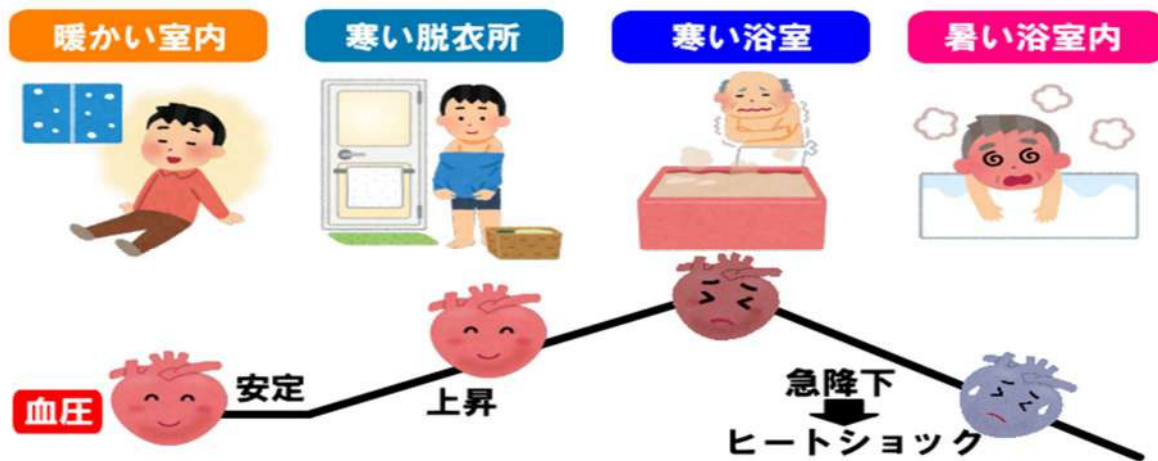 暖かい室内
寒い脱衣所
寒い浴室
暑い浴室内
血圧
安定
上昇
急降下
ヒートショック